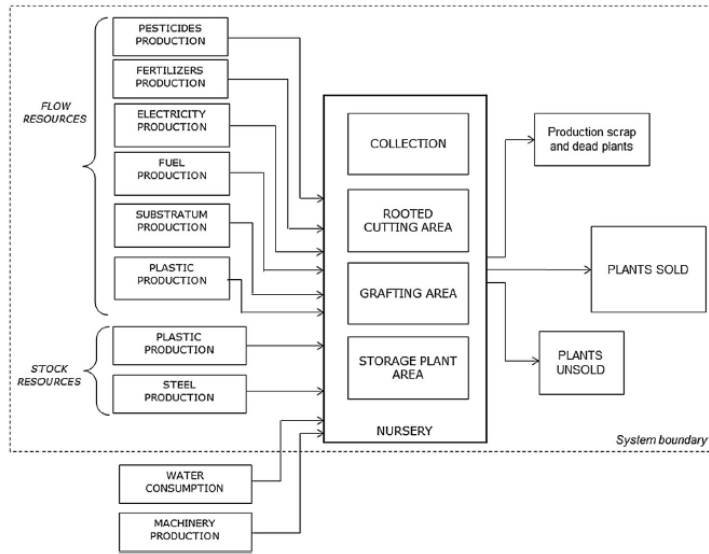 PESTICIDES
PRODUCTION
FERTILIZERS
PRODUCTION
FLOW
RESOURCES
ELECTRICITY
PRODUCTION
FUEL
PRODUCTION
SUBSTRATUM
PRODUCTION
PLASTIC
PRODUCTION
STOCK
RESOURCES
PLASTIC
PRODUCTION
STEEL
PRODUCTION
WATER
CONSUMPTION
MACHINERY
PRODUCTION
COLLECTION
ROOTED
CUTTING AREA
GRAFTING AREA
STORAGE PLANT
AREA
NURSERY
Production scrap
and dead plants
PLANTS SOLD
PLANTS
UNSOLD
System boundary